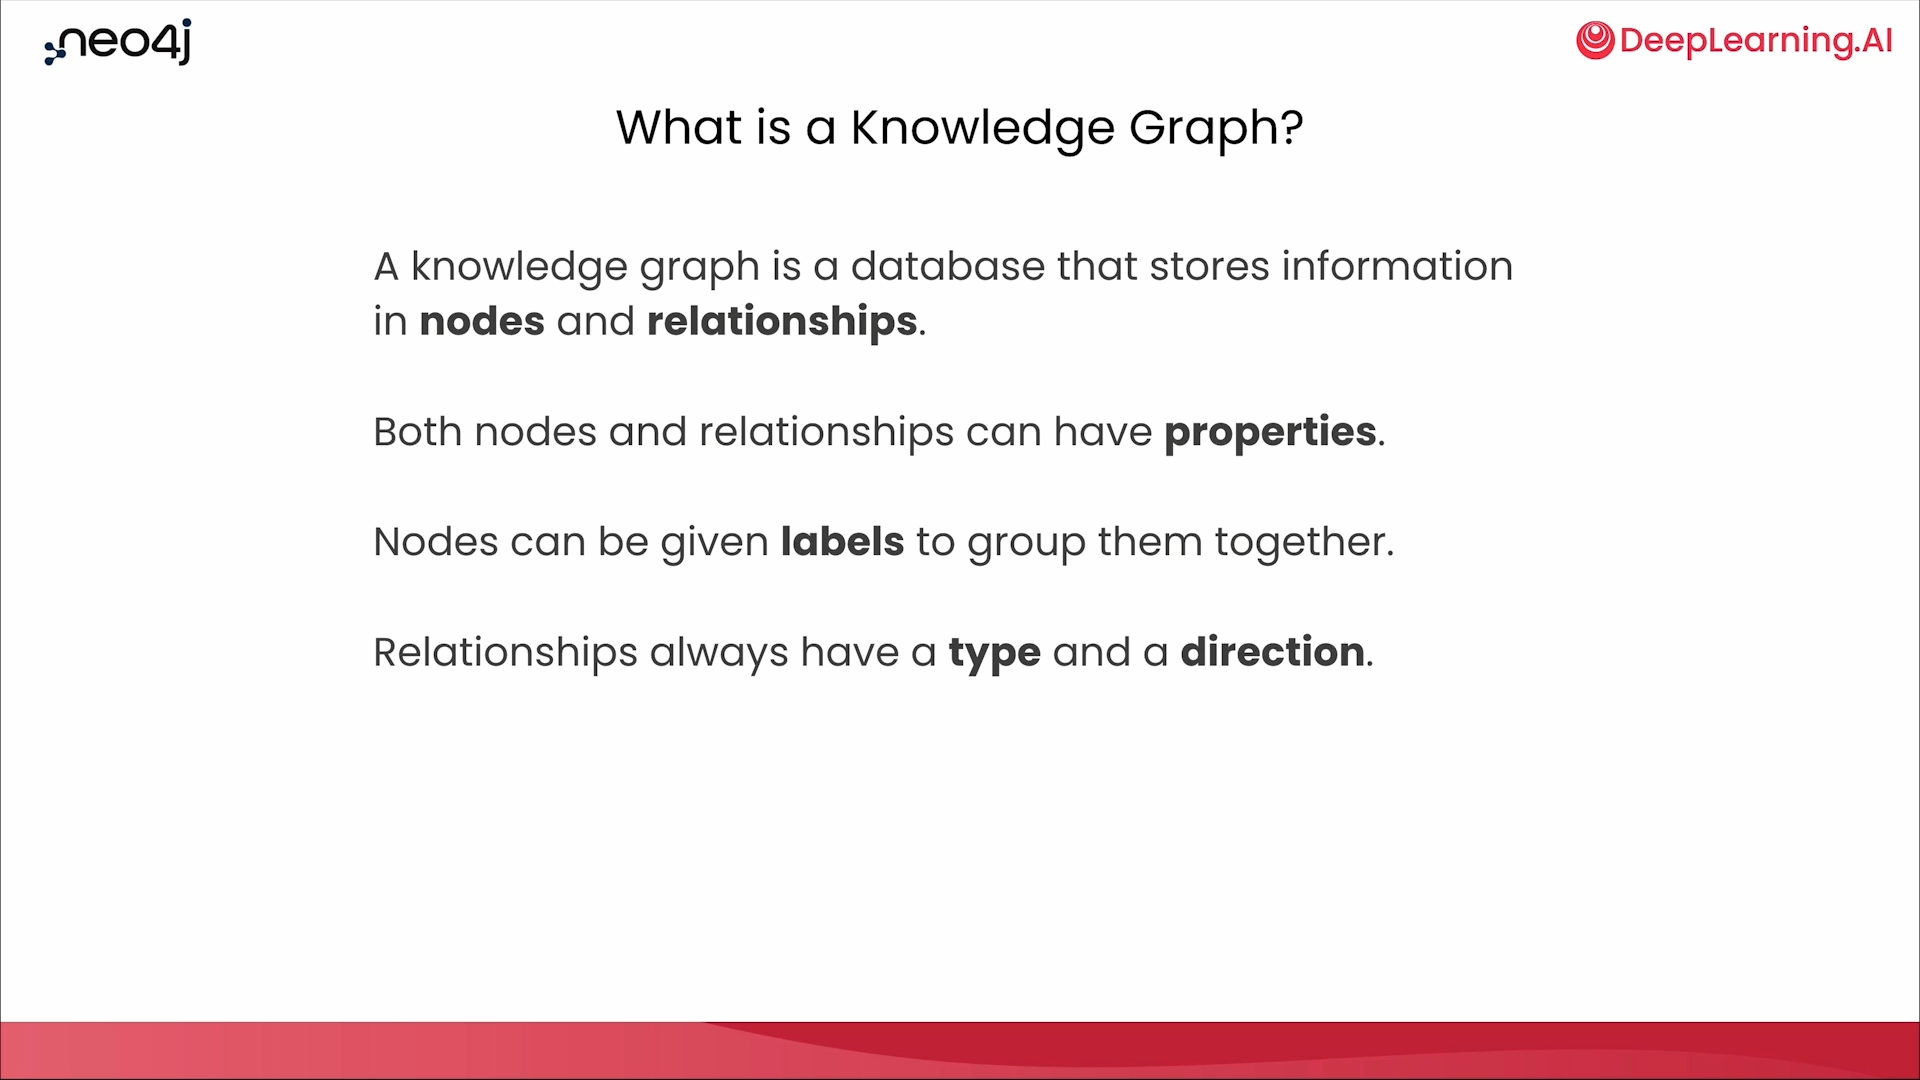 neo4j
DeepLearning.AI
What is a Knowledge Graph?
A knowledge graph is a database that stores information
in nodes and relationships.
Both nodes and relationships can have properties.
Nodes can be given labels to group them together.
Relationships always have a type and a direction.